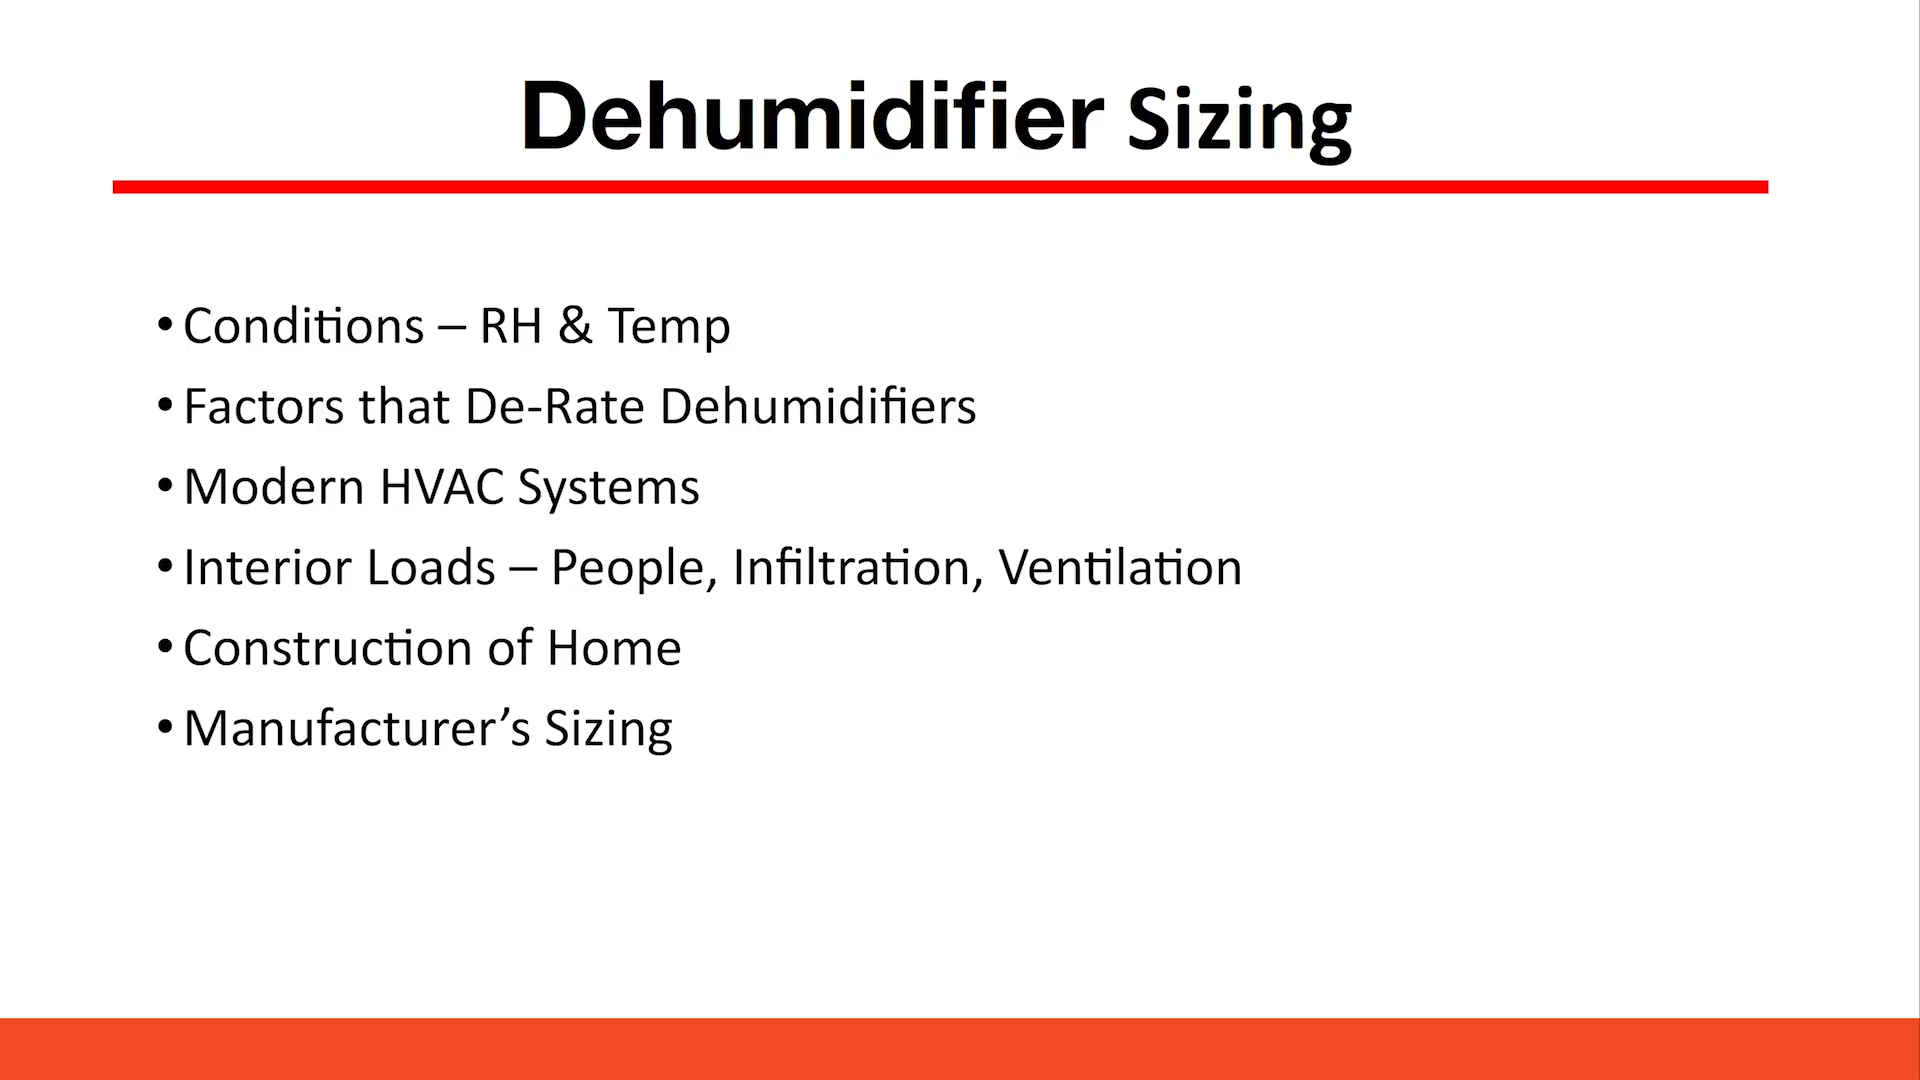 Dehumidifier Sizing
• Conditions – RH & Temp
• Factors that De-Rate Dehumidifiers
• Modern HVAC Systems
• Interior Loads – People, Infiltration, Ventilation
• Construction of Home
• Manufacturer’s Sizing